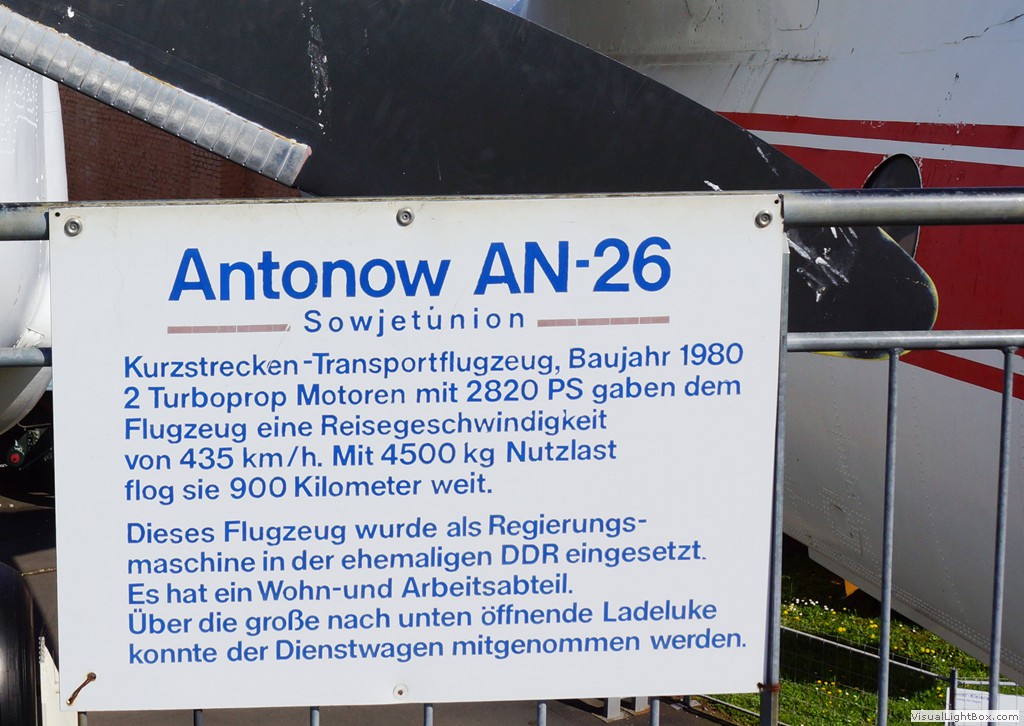 Antonow AN-26
Sowjetunion
Kurzstrecken-Transportflugzeug, Baujahr 1980
2 Turboprop Motoren mit 2820 PS gaben dem
Flugzeug eine Reisegeschwindigkeit
von 435 km/h. Mit 4500 kg Nutzlast
flog sie 900 Kilometer weit.
Dieses Flugzeug wurde als Regierungs-
maschine in der ehemaligen DDR eingesetzt.
Es hat ein Wohn-und Arbeitsabteil.
Über die große nach unten öffnende Ladeluke
konnte der Dienstwagen mitgenommen werden.
VisualLightBox.com